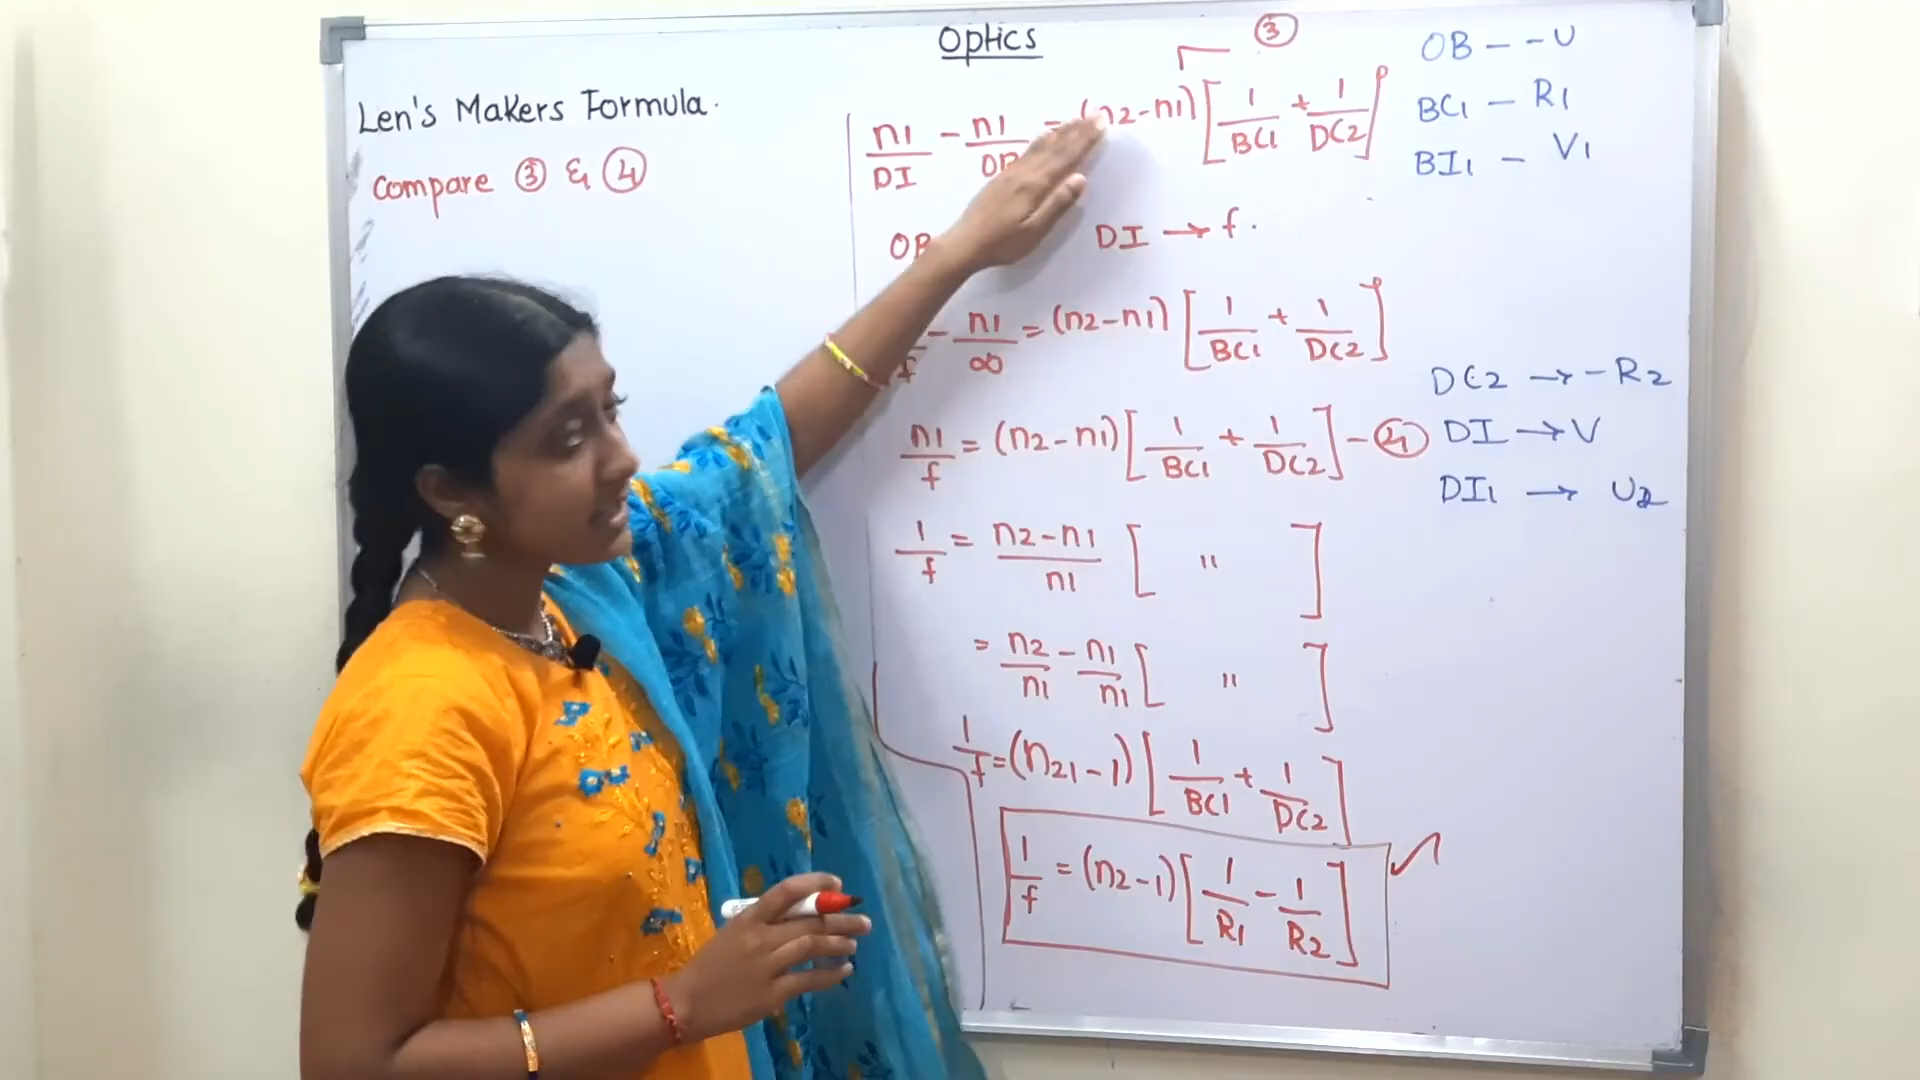 Optics
Len's Makers Formula.
Compare ③ & ④
③
n1/DI - n1/OB = (n2-n1) [1/BC1 + 1/DC2]
DI → f.
1/f - n1/∞ = (n2-n1) [1/BC1 + 1/DC2]
n1/f = (n2-n1) [1/BC1 + 1/DC2] - ④
1/f = n2-n1/n1 [ " ]
= n2/n1 - n1/n1 [ " ]
1/f = (n21-1) [1/BC1 + 1/DC2]
1/f = (n2-1) [1/R1 - 1/R2]
OB - -U
BC1 - R1
BI1 - V1
DC2 → -R2
DI → V
DI1 → U2